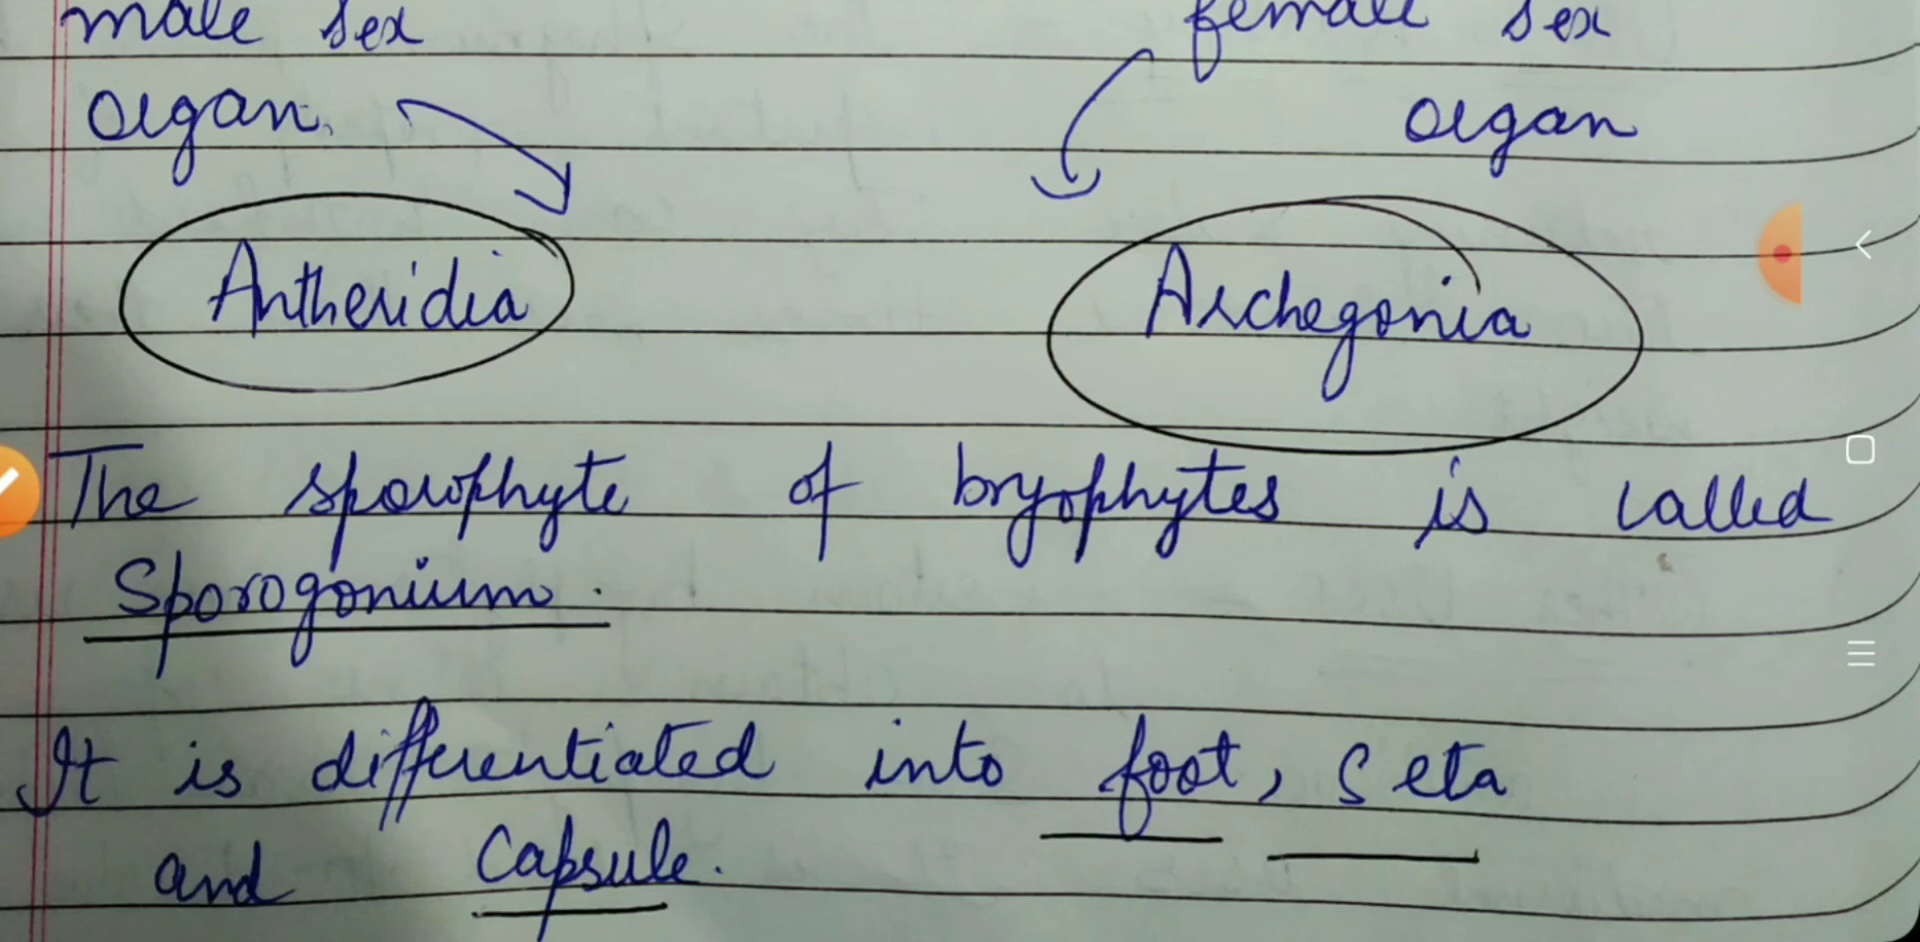 male sex female sex
organ. organ
Antheridia Archegonia
The sporophyte of bryophytes is called
Sporogonium.
It is differentiated into foot, seta
and capsule.